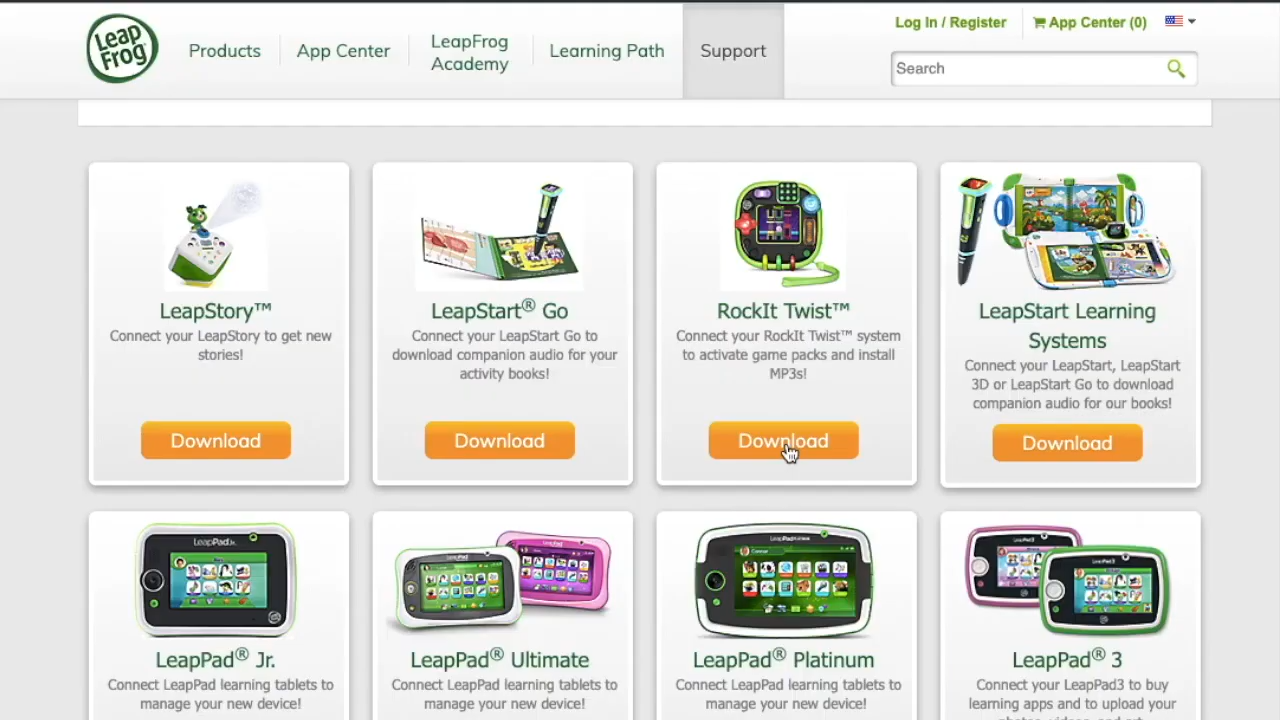 Leap
Frog
Products
App Center
LeapFrog
Academy
Learning Path
Support
Log In / Register
App Center (0)
Search
LeapStory™
Connect your LeapStory to get new
stories!
Download
LeapStart® Go
Connect your LeapStart Go to
download companion audio for your
activity books!
Download
RockIt Twist™
Connect your RockIt Twist™ system
to activate game packs and install
MP3s!
Download
LeapStart Learning
Systems
Connect your LeapStart, LeapStart
3D or LeapStart Go to download
companion audio for our books!
Download
LeapPad® Jr.
Connect LeapPad learning tablets to
manage your new device!
LeapPad® Ultimate
Connect LeapPad learning tablets to
manage your new device!
LeapPad® Platinum
Connect LeapPad learning tablets to
manage your new device!
LeapPad® 3
Connect your LeapPad3 to buy
learning apps and to upload your